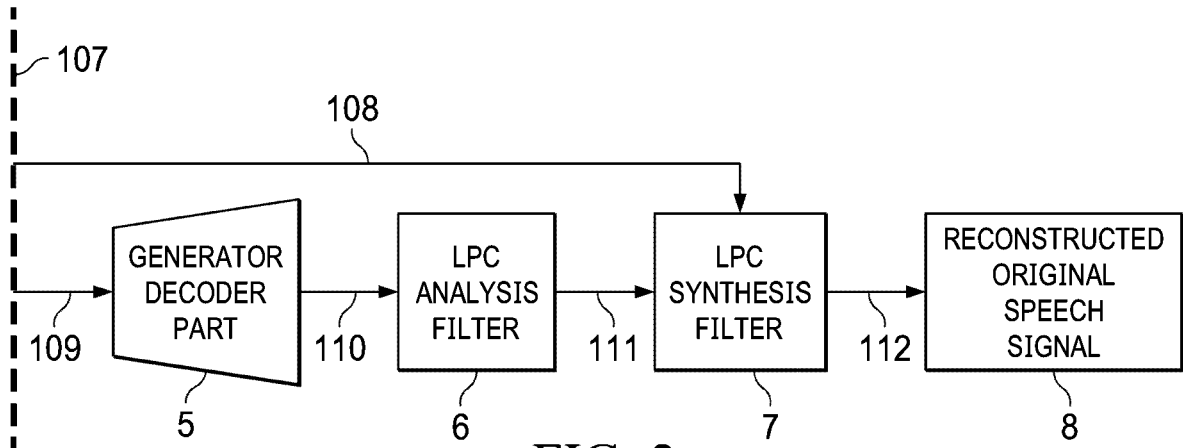 107
108
GENERATOR
DECODER
PART
LPC
ANALYSIS
FILTER
LPC
SYNTHESIS
FILTER
RECONSTRUCTED
ORIGINAL
SPEECH
SIGNAL
109
110
111
112
5
6
7
8